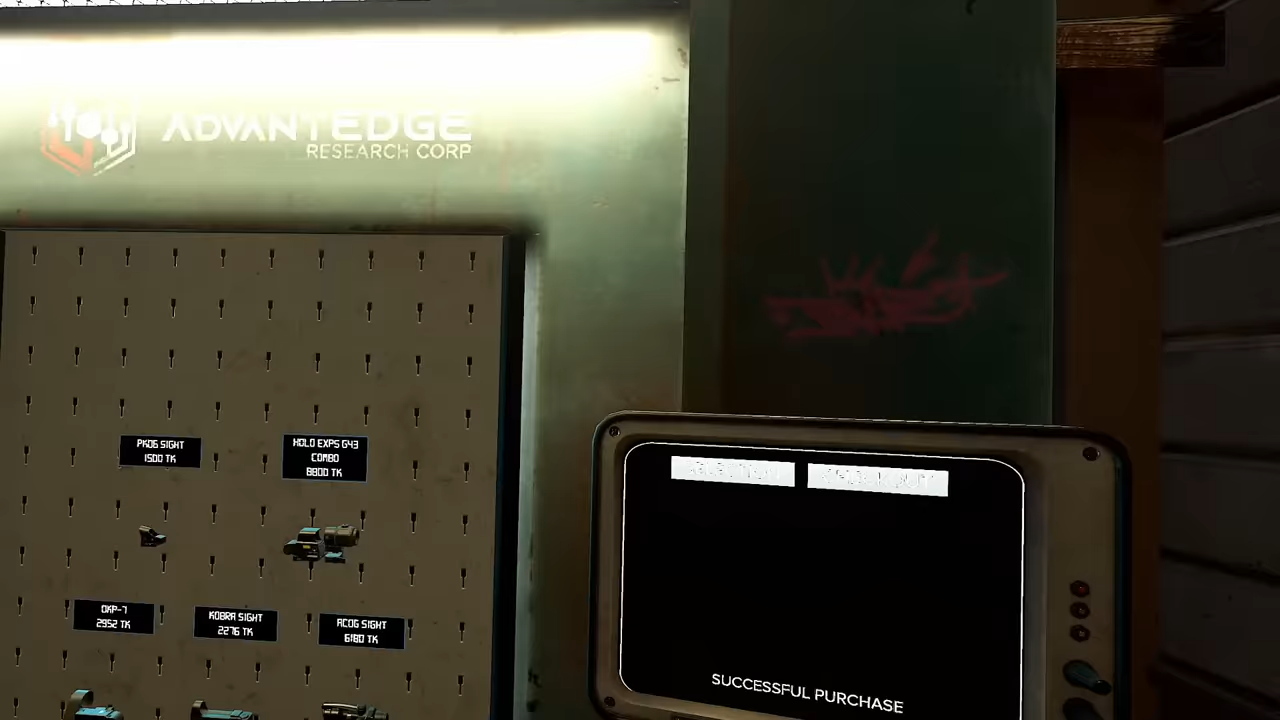 ADVANTEDGE
RESEARCH CORP
PK06 SIGHT
1500 TK
HOLO EXPS G43
COMBO
8800 TK
OKP-7
2952 TK
KOBRA SIGHT
2276 TK
ACOG SIGHT
6180 TK
SUCCESSFUL PURCHASE